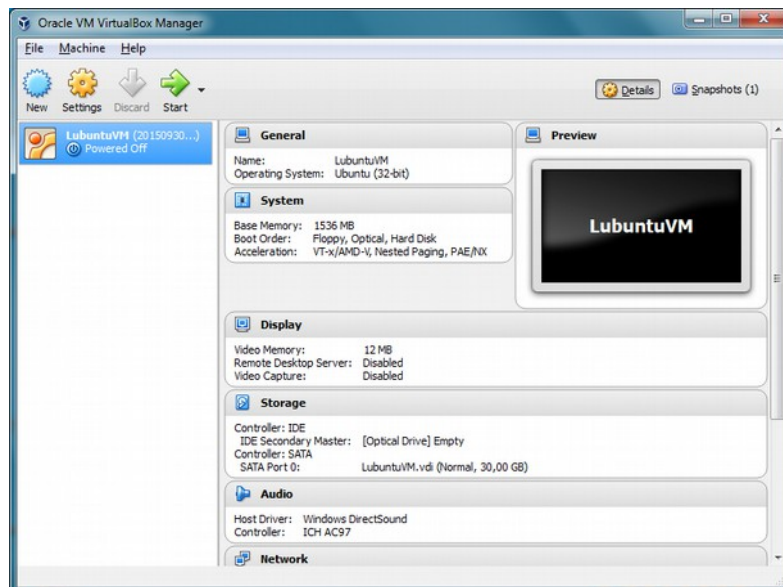 Oracle VM VirtualBox Manager
File Machine Help
New Settings Discard Start
Details Snapshots (1)
LubuntuVM (20150930...)
Powered Off
General
Name: LubuntuVM
Operating System: Ubuntu (32-bit)
System
Base Memory: 1536 MB
Boot Order: Floppy, Optical, Hard Disk
Acceleration: VT-x/AMD-V, Nested Paging, PAE/NX
Preview
LubuntuVM
Display
Video Memory: 12 MB
Remote Desktop Server: Disabled
Video Capture: Disabled
Storage
Controller: IDE
IDE Secondary Master: [Optical Drive] Empty
Controller: SATA
SATA Port 0: LubuntuVM.vdi (Normal, 30,00 GB)
Audio
Host Driver: Windows DirectSound
Controller: ICH AC97
Network